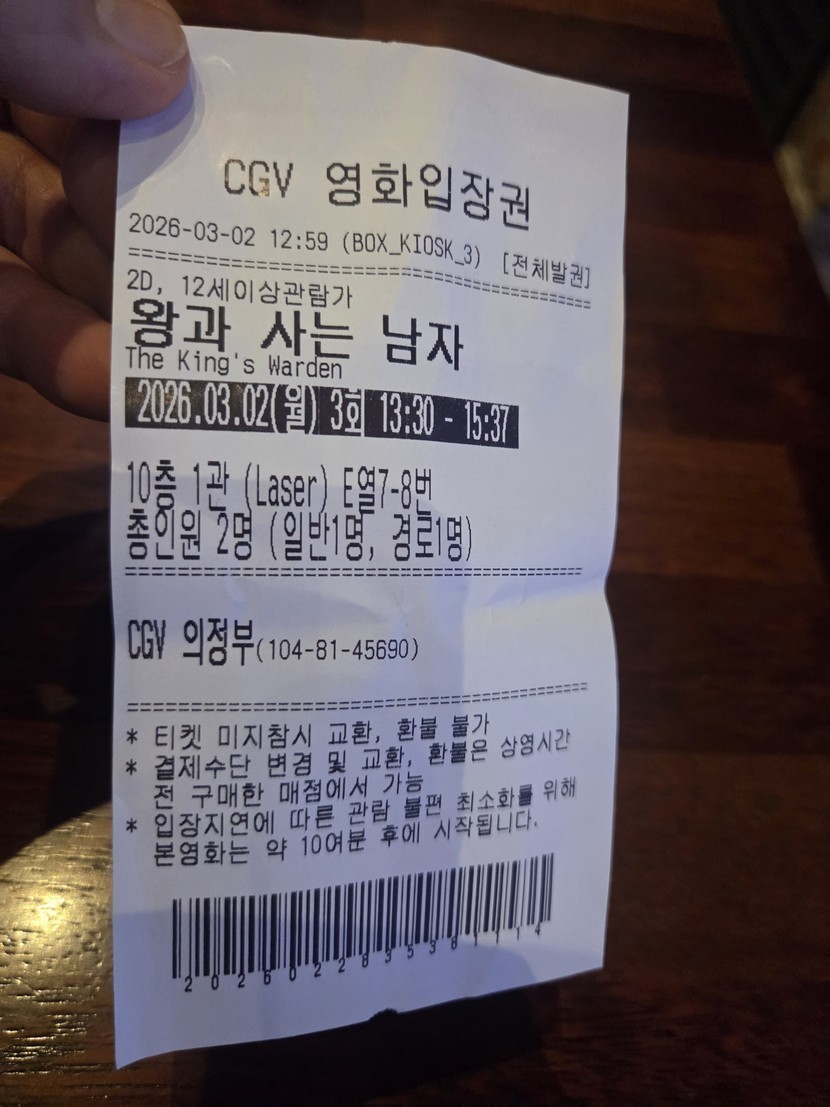 CGV 영화입장권
2026-03-02 12:59 (BOX_KIOSK_3) [전체발권]
2D, 12세이상관람가
왕과 사는 남자
The King's Warden
2026.03.02(월) 3회 13:30 - 15:37
10층 1관 (Laser) E열7-8번
총인원 2명 (일반1명, 경로1명)
CGV 의정부(104-81-45690)
* 티켓 미지참시 교환, 환불 불가
* 결제수단 변경 및 교환, 환불은 상영시간
전 구매한 매점에서 가능
* 입장지연에 따른 관람 불편 최소화를 위해
본영화는 약 10여분 후에 시작됩니다.
2026022835381114